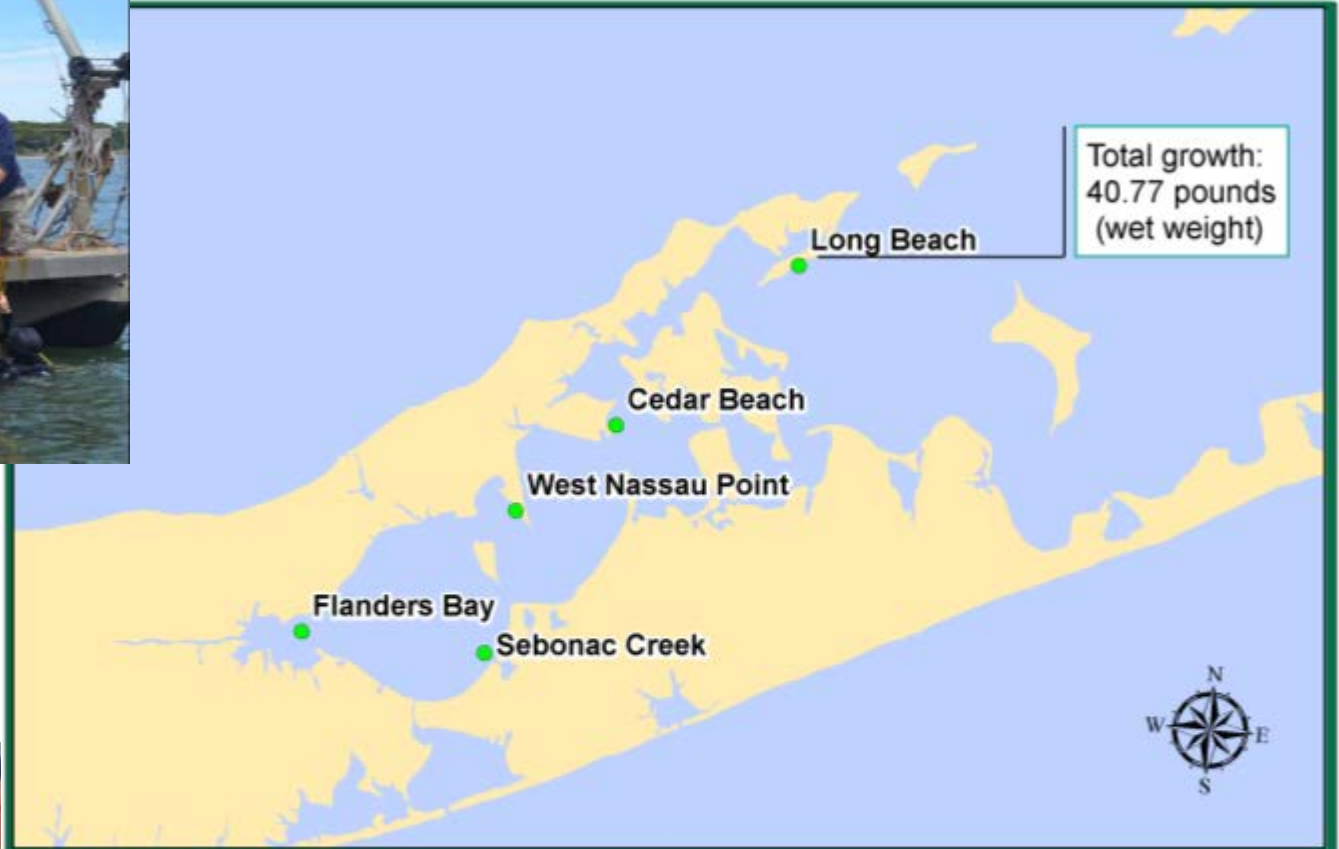 Total growth:
40.77 pounds
(wet weight)
Long Beach
Cedar Beach
West Nassau Point
Flanders Bay
Sebonac Creek
N
W
E
S